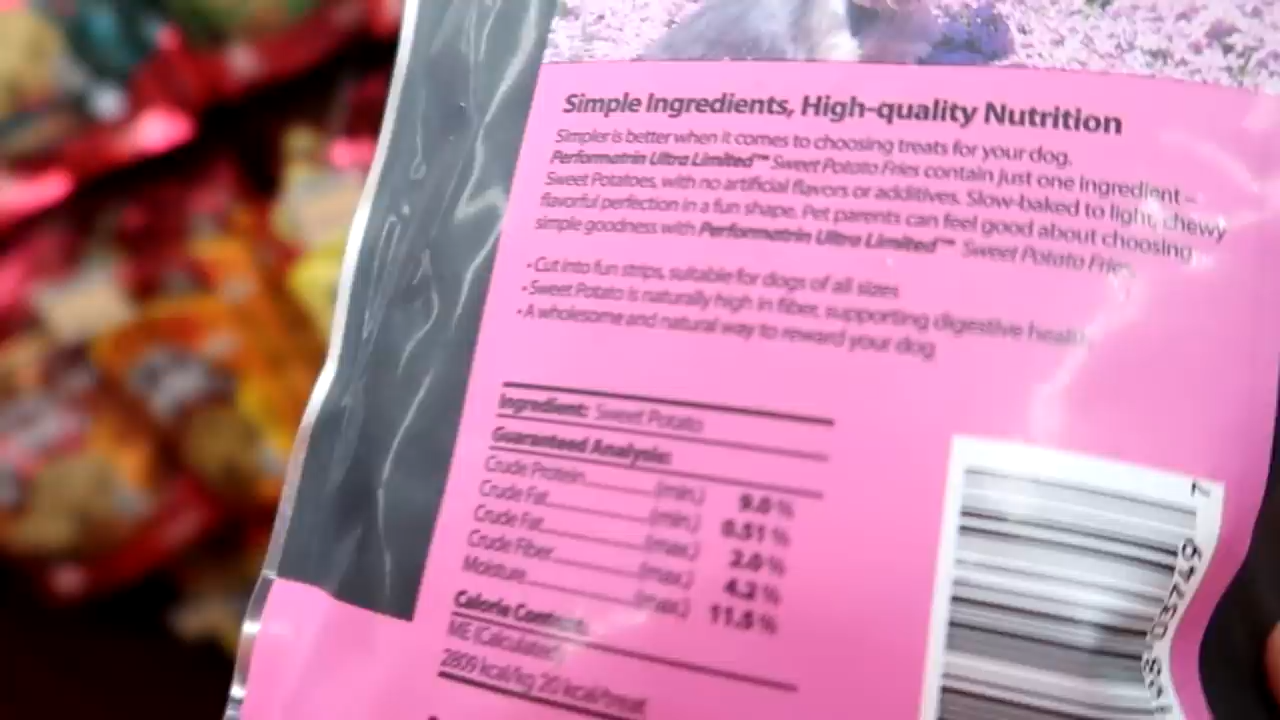 Simple Ingredients, High-quality Nutrition
Simpler is better when it comes to choosing treats for your dog.
Performatrin Ultra Limited™ Sweet Potato Fries contain just one ingredient –
Sweet Potatoes, with no artificial flavors or additives. Slow-baked to light, chewy
flavorful perfection in a fun shape. Pet parents can feel good about choosing
simple goodness with Performatrin Ultra Limited™ Sweet Potato Fries.
• Cut into fun strips, suitable for dogs of all sizes
• Sweet Potato is naturally high in fiber, supporting digestive health
• A wholesome and natural way to reward your dog
Ingredient: Sweet Potato
Guaranteed Analysis:
Crude Protein (min.) 9.0 %
Crude Fat (min.) 0.51 %
Crude Fat (max.) 2.0 %
Crude Fiber (max.) 4.2 %
Moisture (max.) 11.5 %
Calorie Content:
ME (Calculated)
2809 kcal/kg 20 kcal/treat
03749 7